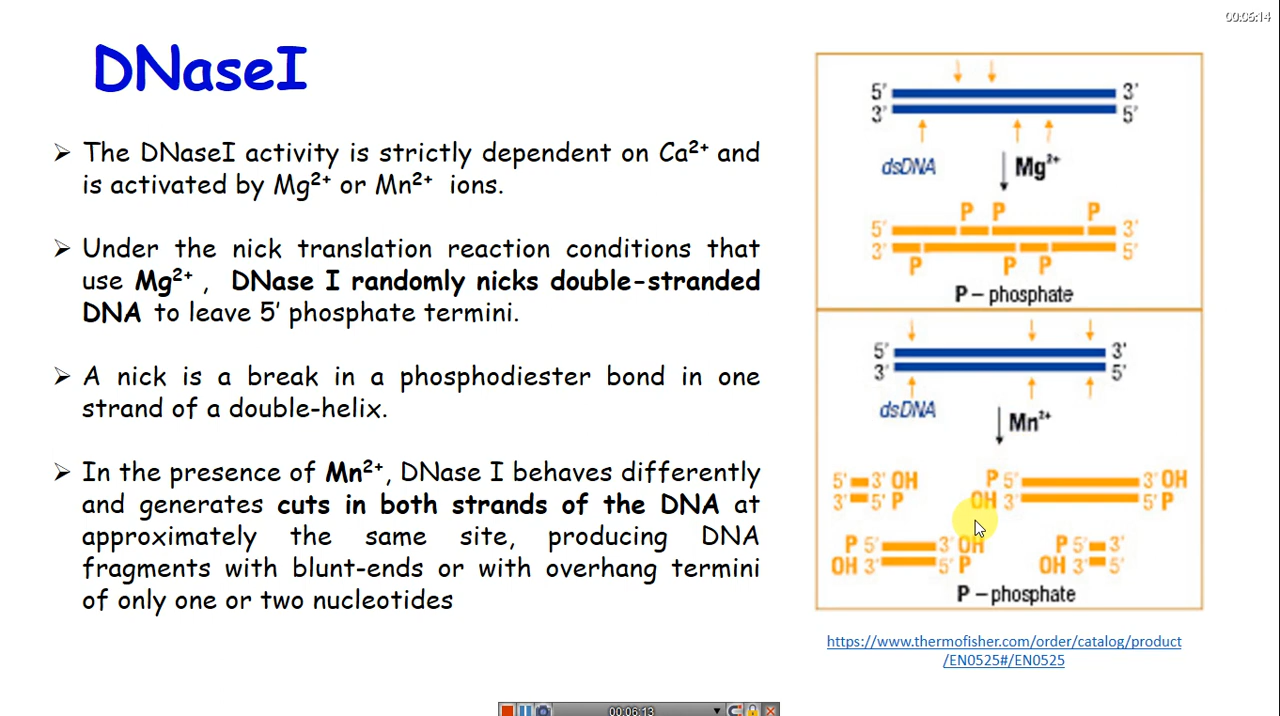 00:06:14
DNaseI
➢ The DNaseI activity is strictly dependent on Ca²⁺ and
is activated by Mg²⁺ or Mn²⁺ ions.
➢ Under the nick translation reaction conditions that
use Mg²⁺ , DNase I randomly nicks double-stranded
DNA to leave 5′ phosphate termini.
➢ A nick is a break in a phosphodiester bond in one
strand of a double-helix.
➢ In the presence of Mn²⁺, DNase I behaves differently
and generates cuts in both strands of the DNA at
approximately the same site, producing DNA
fragments with blunt-ends or with overhang termini
of only one or two nucleotides
5′ 3′
3′ 5′
dsDNA Mg²⁺
P P P
5′ 3′
3′ 5′
P P P
P – phosphate
5′ 3′
3′ 5′
dsDNA Mn²⁺
5′ 3′ OH P 5′ 3′ OH
3′ 5′ P OH 5′ P
P 5′ 3′ OH P 5′ 3′
OH 3′ 5′ P OH 3′ 5′
P – phosphate
https://www.thermofisher.com/order/catalog/product
/EN0525#/EN0525
00:06:13